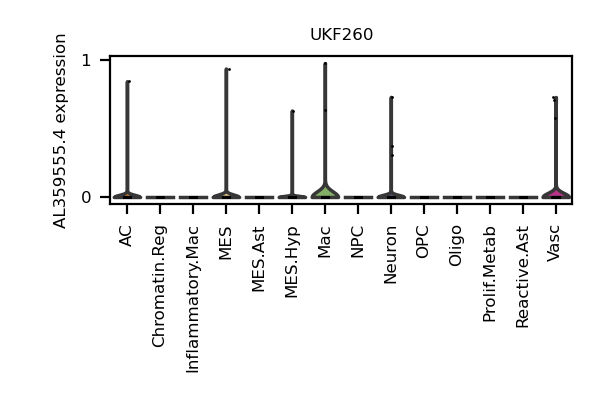 UKF260
AL359555.4 expression
1
0
AC
Chromatin.Reg
Inflammatory.Mac
MES
MES.Ast
MES.Hyp
Mac
NPC
Neuron
OPC
Oligo
Prolif.Metab
Reactive.Ast
Vasc